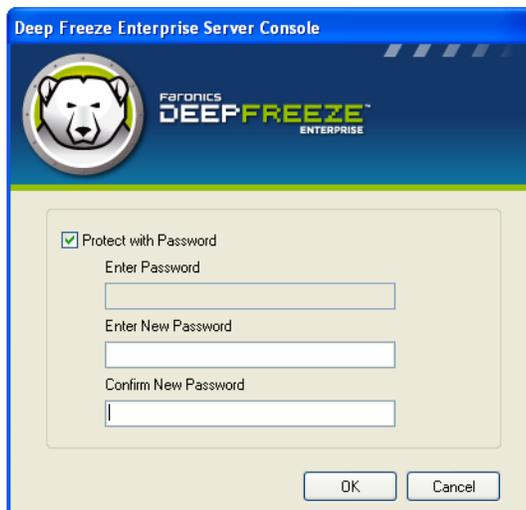 Deep Freeze Enterprise Server Console
Faronics
DEEPFREEZE™
ENTERPRISE
Protect with Password
Enter Password
Enter New Password
Confirm New Password
OK
Cancel